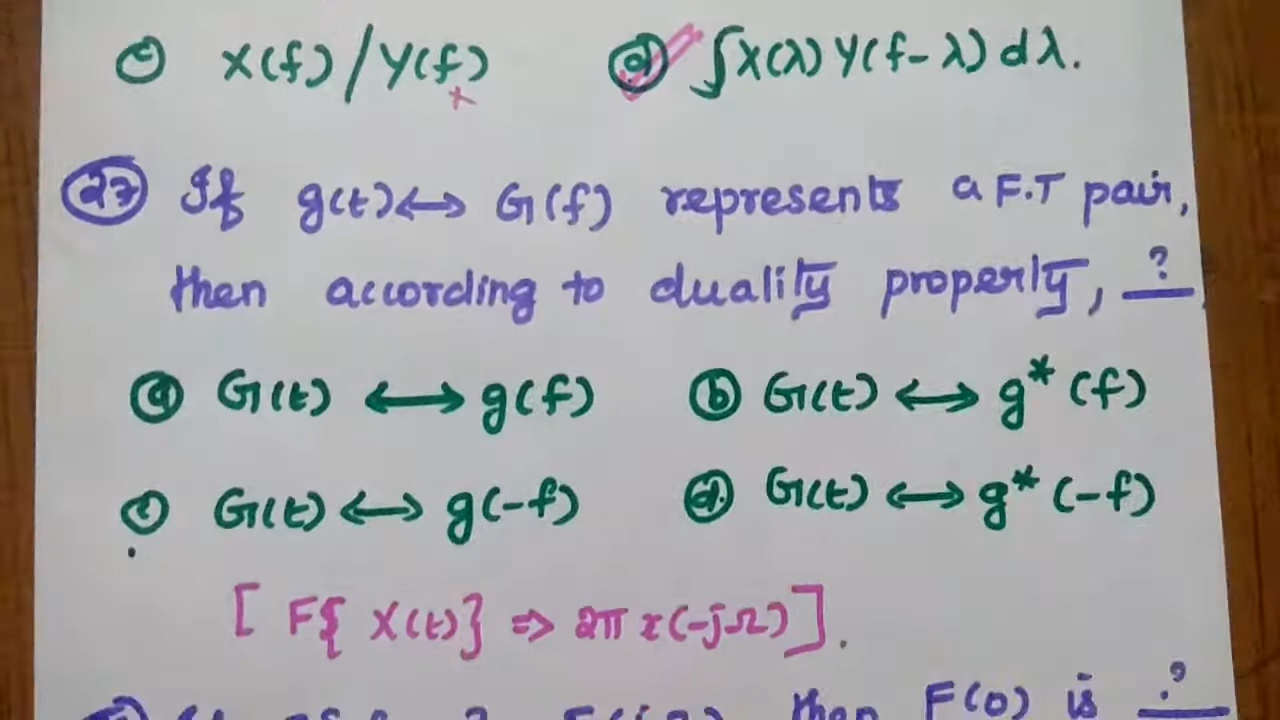 ⓒ X(f) / Y(f) ⓓ ∫X(λ) Y(f-λ) dλ.
㉗ If g(t) ↔ G(f) represents a F.T pair,
then according to duality property, ?
ⓐ G(t) ↔ g(f) ⓑ G(t) ↔ g*(f)
ⓒ G(t) ↔ g(-f) ⓓ G(t) ↔ g*(-f)
[ F{ X(t)} ⇒ 2π x(-jΩ) ].
then F(0) is ?